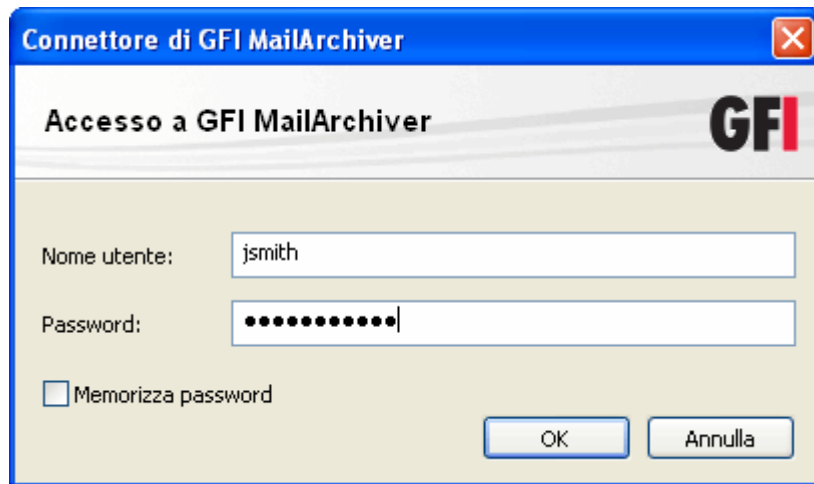 Connettore di GFI MailArchiver
Accesso a GFI MailArchiver
GFI
Nome utente:
jsmith
Password:
•••••••••••
Memorizza password
OK
Annulla